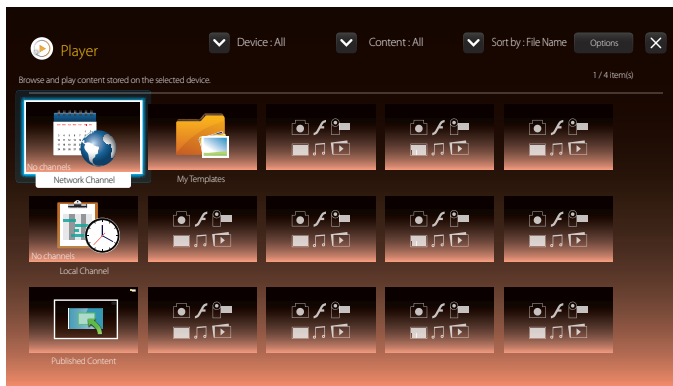 Player
Device : All
Content : All
Sort by : File Name
Options
Browse and play content stored on the selected device.
1 / 4 item(s)
No channels
Network Channel
My Templates
No channels
Local Channel
Published Content